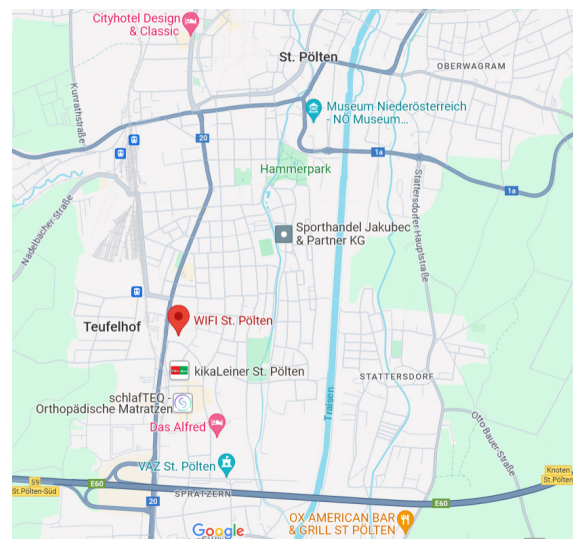 Cityhotel Design
& Classic
St. Pölten
OBERWAGRAM
Kunrathstraße
Museum Niederösterreich
- NÖ Museum...
20
1a
Hammerpark
1a
Stattersdorfer Hauptstraße
Nadelbacher Straße
Sporthandel Jakubec
& Partner KG
WIFI St. Pölten
Teufelhof
kikaLeiner St. Pölten
STATTERSDORF
schlafTEQ -
Orthopädische Matratzen
Traisen
Das Alfred
Otto Bauer-Straße
VAZ St. Pölten
Knoten
St.Pölten
59
St.Pölten-Süd
E60
SPRATZERN
20
E60
OX AMERICAN BAR
& GRILL ST PÖLTEN
Google